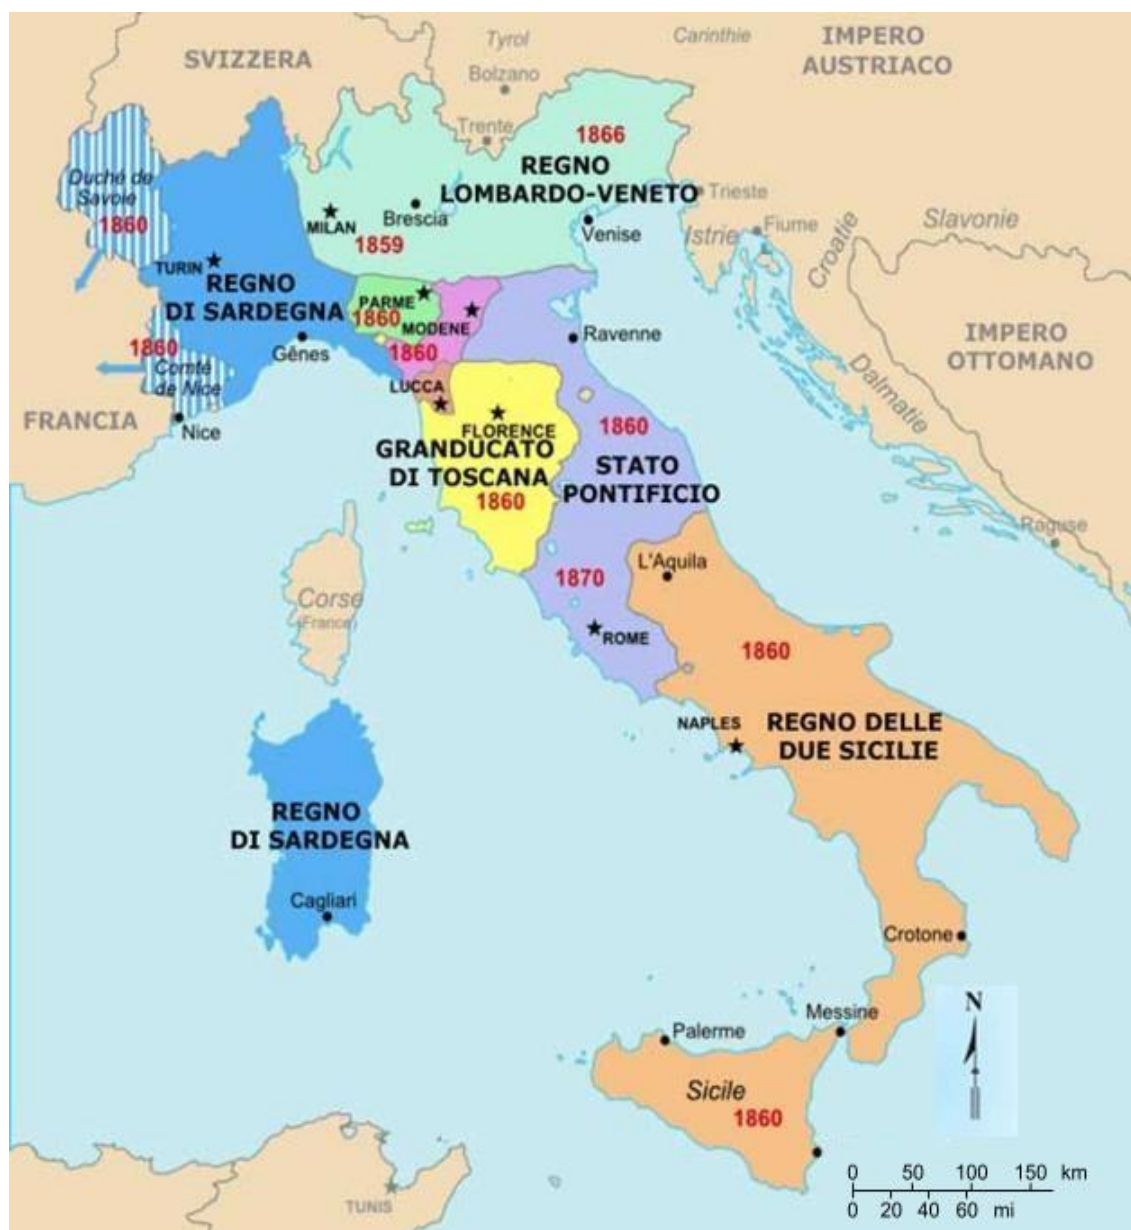 SVIZZERA
Tyrol
Bolzano
Trente
Carinthie
IMPERO
AUSTRIACO
1866
REGNO
LOMBARDO-VENETO
Duché de
Savoie
1860
MILAN
Brescia
1859
Venise
Trieste
Istrie
Fiume
Croatie
Slavonie
TURIN
REGNO
DI SARDEGNA
PARME
1860
MODENE
1860
Ravenne
IMPERO
OTTOMANO
1860
Comté
de Nice
Gênes
LUCCA
Dalmatie
FRANCIA
Nice
FLORENCE
GRANDUCATO
DI TOSCANA
1860
1860
STATO
PONTIFICIO
Raguse
L'Aquila
1870
Corse
(France)
ROME
1860
NAPLES
REGNO DELLE
DUE SICILIE
REGNO
DI SARDEGNA
Cagliari
Crotone
N
Messine
Palerme
Sicile
1860
TUNIS
0 50 100 150 km
0 20 40 60 mi